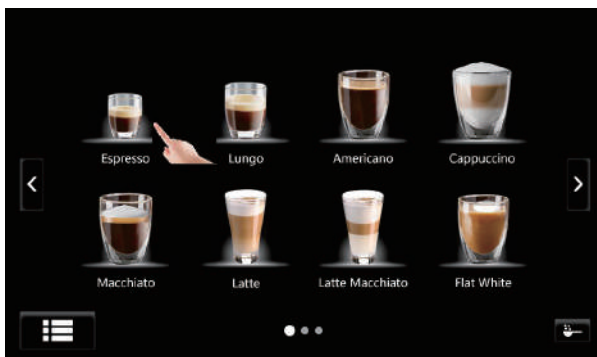 Espresso
Lungo
Americano
Cappuccino
Macchiato
Latte
Latte Macchiato
Flat White